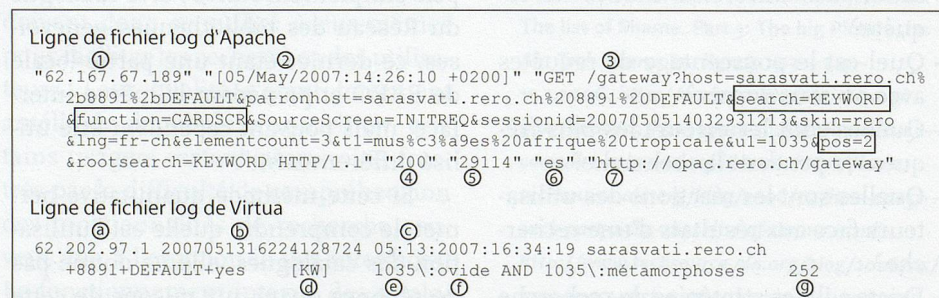 Ligne de fichier log d'Apache
① ② ③
"62.167.67.189" "[05/May/2007:14:26:10 +0200]" "GET /gateway?host=sarasvati.rero.ch%
2b8891%2bDEFAULT&patronhost=sarasvati.rero.ch%208891%20DEFAULT&search=KEYWORD
&function=CARDSCR&SourceScreen=INITREQ&sessionid=2007050514032931213&skin=rero
&lng=fr-ch&elementcount=3&t1=mus%c3%a9es%20afrique%20tropicale&u1=1035&pos=2
&rootsearch=KEYWORD HTTP/1.1" "200" "29114" "Yes" "http://opac.rero.ch/gateway"
④ ⑤ ⑥ ⑦
Ligne de fichier log de Virtua
ⓐ ⓑ ⓒ
62.202.97.1 2007051316224128724 05:13:2007:16:34:19 sarasvati.rero.ch
+8891+DEFAULT+yes [KW] 1035\:ovide AND 1035\:métamorphoses 252
ⓓ ⓔ ⓕ ⓖ